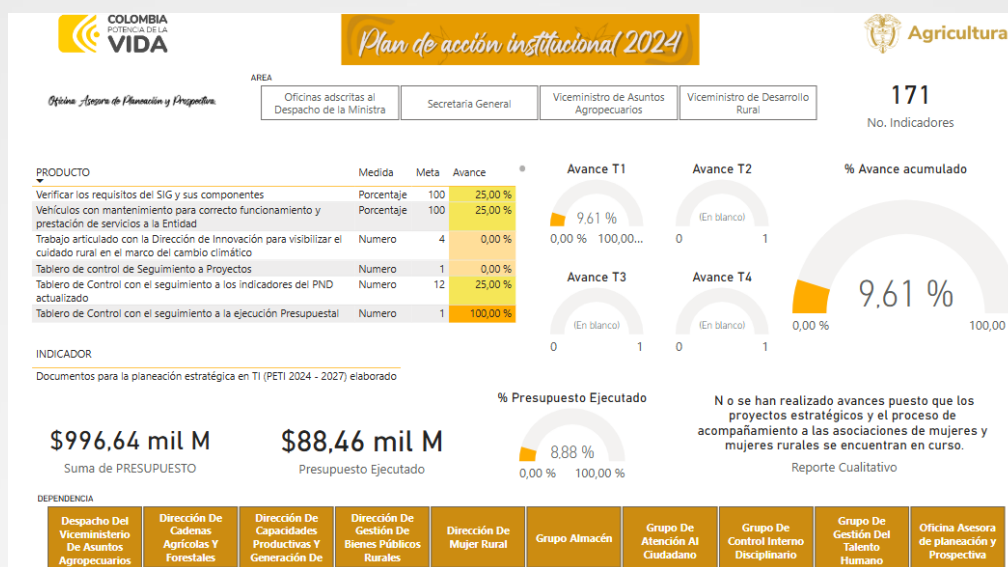 COLOMBIA
POTENCIA DE LA
VIDA
Plan de acción institucional 2024
Agricultura
Oficina Asesora de Planeación y Prospectiva
AREA
Oficinas adscritas al
Despacho de la Ministra
Secretaria General
Viceministro de Asuntos
Agropecuarios
Viceministro de Desarrollo
Rural
171
No. Indicadores
PRODUCTO Medida Meta Avance
Verificar los requisitos del SIG y sus componentes Porcentaje 100 25,00 %
Vehículos con mantenimiento para correcto funcionamiento y
prestación de servicios a la Entidad Porcentaje 100 25,00 %
Trabajo articulado con la Dirección de Innovación para visibilizar el
cuidado rural en el marco del cambio climático Numero 4 0,00 %
Tablero de control de Seguimiento a Proyectos Numero 1 0,00 %
Tablero de Control con el seguimiento a los indicadores del PND
actualizado Numero 12 25,00 %
Tablero de Control con el seguimiento a la ejecución Presupuestal Numero 1 100,00 %
Avance T1
9,61 %
0,00 % 100,00...
Avance T2
(En blanco)
0 1
Avance T3
(En blanco)
0 1
Avance T4
(En blanco)
0 1
% Avance acumulado
9,61 %
0,00 % 100,00
INDICADOR
Documentos para la planeación estratégica en TI (PETI 2024 - 2027) elaborado
$996,64 mil M
Suma de PRESUPUESTO
$88,46 mil M
Presupuesto Ejecutado
% Presupuesto Ejecutado
8,88 %
0,00 % 100,00 %
N o se han realizado avances puesto que los
proyectos estratégicos y el proceso de
acompañamiento a las asociaciones de mujeres y
mujeres rurales se encuentran en curso.
Reporte Cualitativo
DEPENDENCIA
Despacho Del
Viceministerio
De Asuntos
Agropecuarios
Dirección De
Cadenas
Agrícolas Y
Forestales
Dirección De
Capacidades
Productivas Y
Generación De
Dirección De
Gestión De
Bienes Públicos
Rurales
Dirección De
Mujer Rural
Grupo Almacén
Grupo De
Atención Al
Ciudadano
Grupo De
Control Interno
Disciplinario
Grupo De
Gestión Del
Talento
Humano
Oficina Asesora
de planeación y
Prospectiva